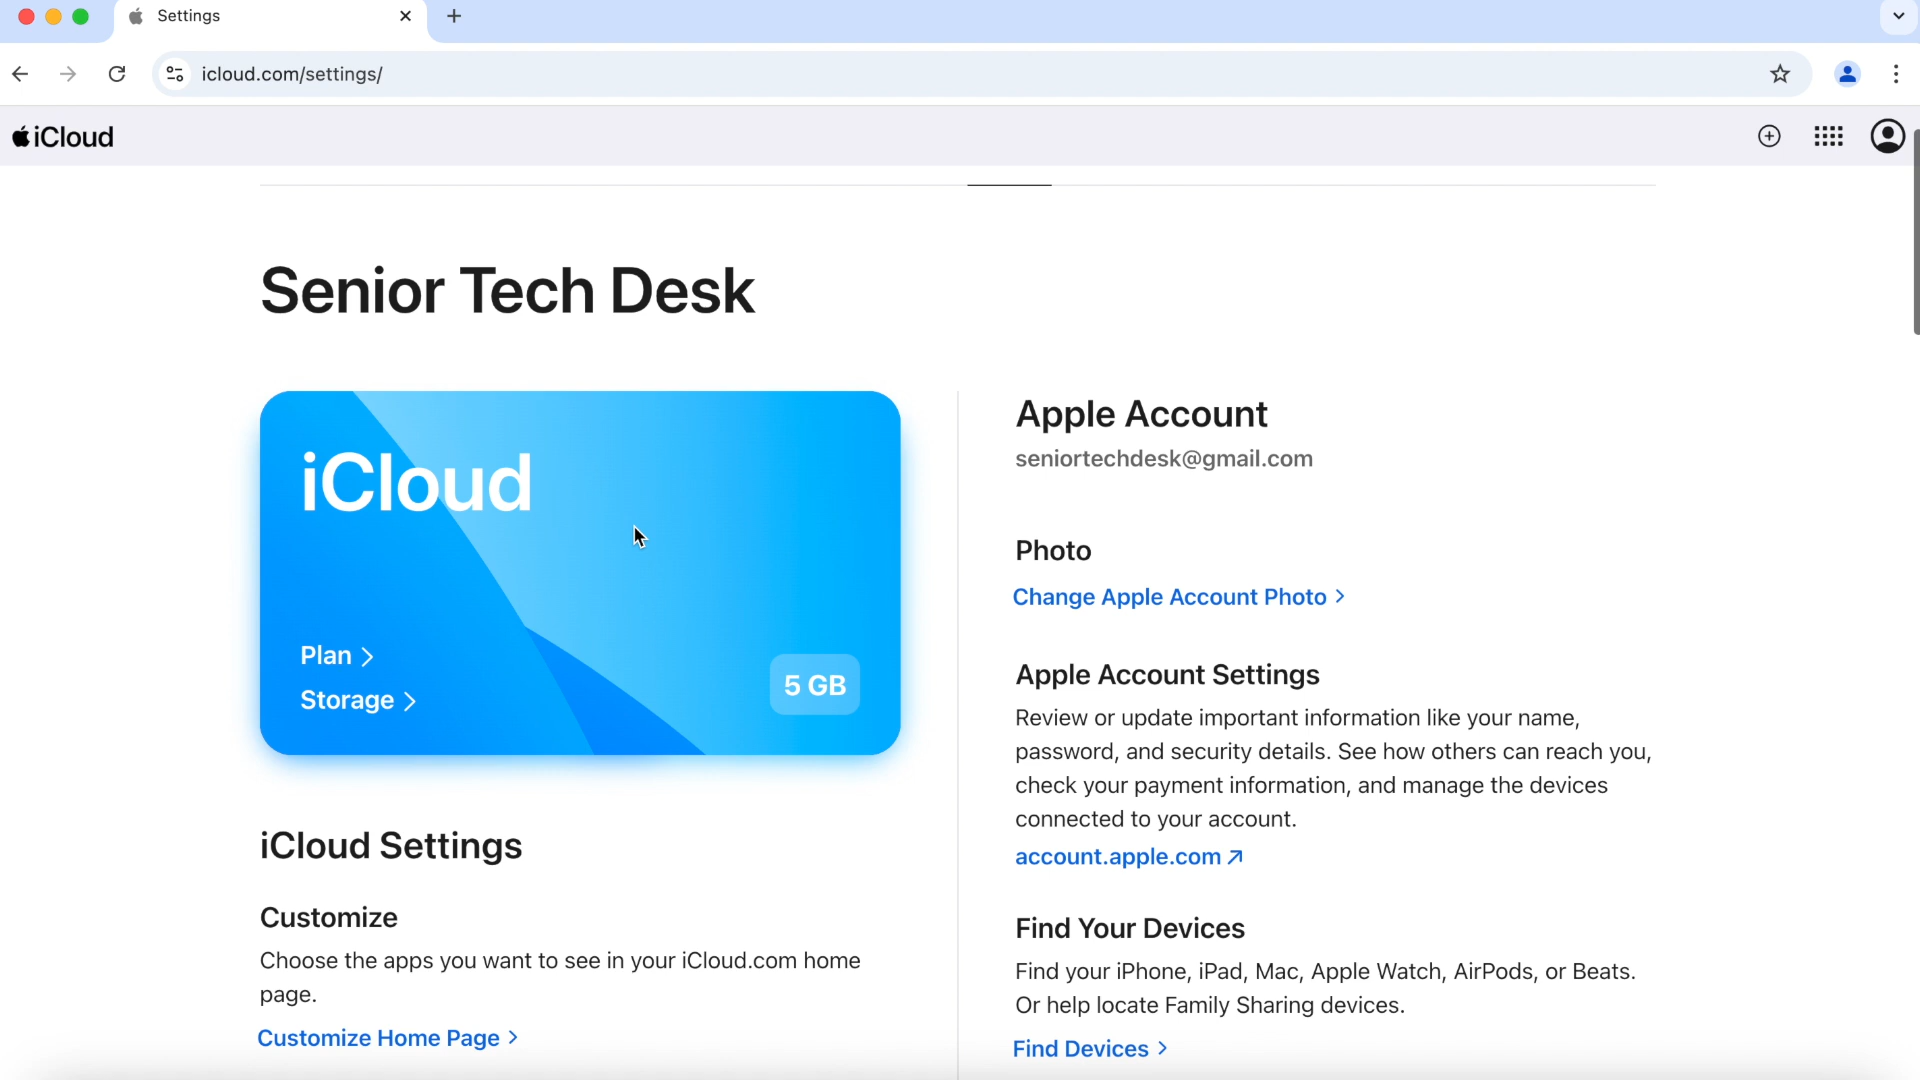 Settings
icloud.com/settings/
iCloud
Senior Tech Desk
iCloud
Plan
Storage
5 GB
iCloud Settings
Customize
Choose the apps you want to see in your iCloud.com home
page.
Customize Home Page
Apple Account
seniortechdesk@gmail.com
Photo
Change Apple Account Photo
Apple Account Settings
Review or update important information like your name,
password, and security details. See how others can reach you,
check your payment information, and manage the devices
connected to your account.
account.apple.com
Find Your Devices
Find your iPhone, iPad, Mac, Apple Watch, AirPods, or Beats.
Or help locate Family Sharing devices.
Find Devices